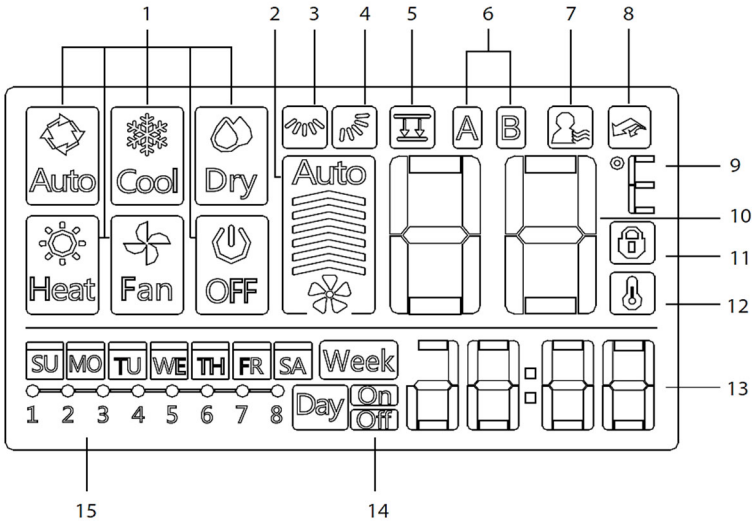 1 2 3 4 5 6 7 8
Auto Cool Dry Auto A B
9
10
Heat Fan OFF
11
12
SU MO TU WE TH FR SA Week
1 2 3 4 5 6 7 8 Day On
Off
13
15 14